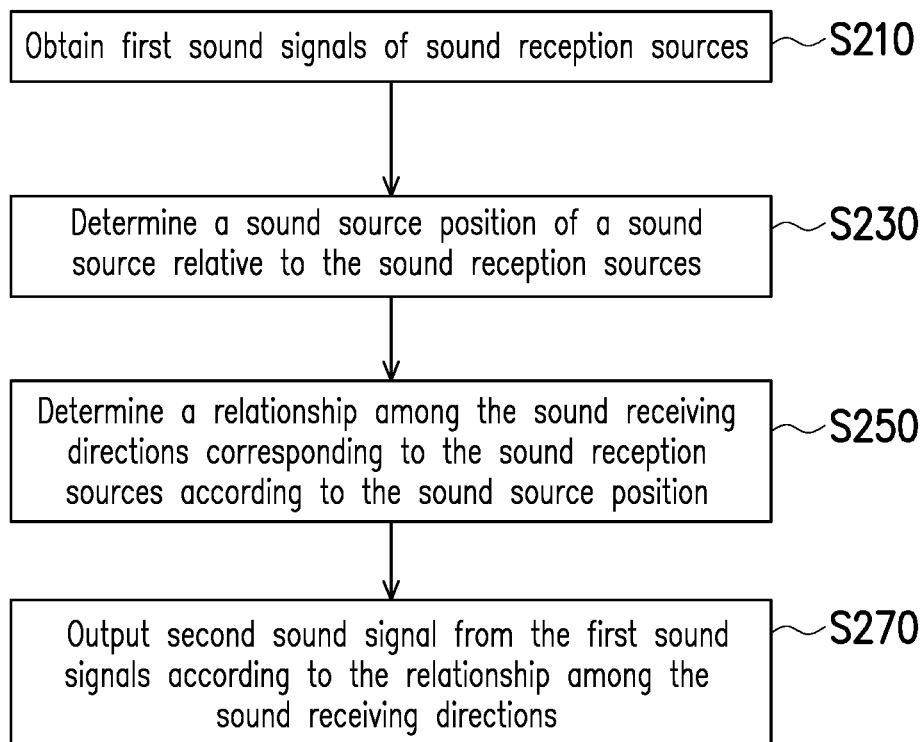 Obtain first sound signals of sound reception sources
S210
Determine a sound source position of a sound
source relative to the sound reception sources
S230
Determine a relationship among the sound receiving
directions corresponding to the sound reception
sources according to the sound source position
S250
Output second sound signal from the first sound
signals according to the relationship among the
sound receiving directions
S270